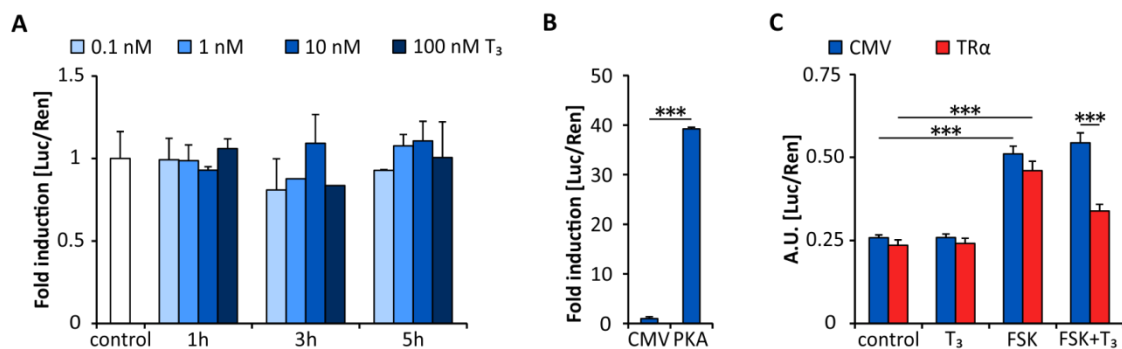 A
0.1 nM 1 nM 10 nM 100 nM T₃
Fold induction [Luc/Ren]
1.5
1
0.5
0
control 1h 3h 5h
B
Fold induction [Luc/Ren]
50
40
30
20
10
0
***
CMV PKA
C
CMV TRα
A.U. [Luc/Ren]
0.75
0.50
0.25
0
***
***
***
control T₃ FSK FSK+T₃